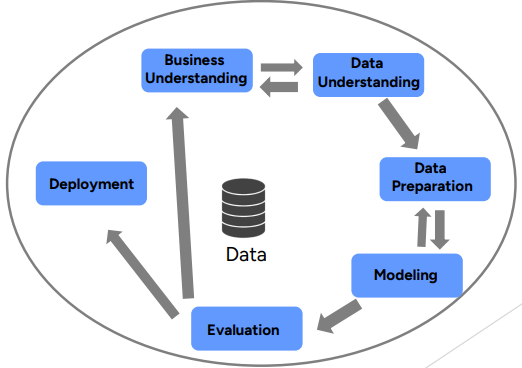 Business
Understanding
Data
Understanding
Data
Preparation
Deployment
Data
Modeling
Evaluation